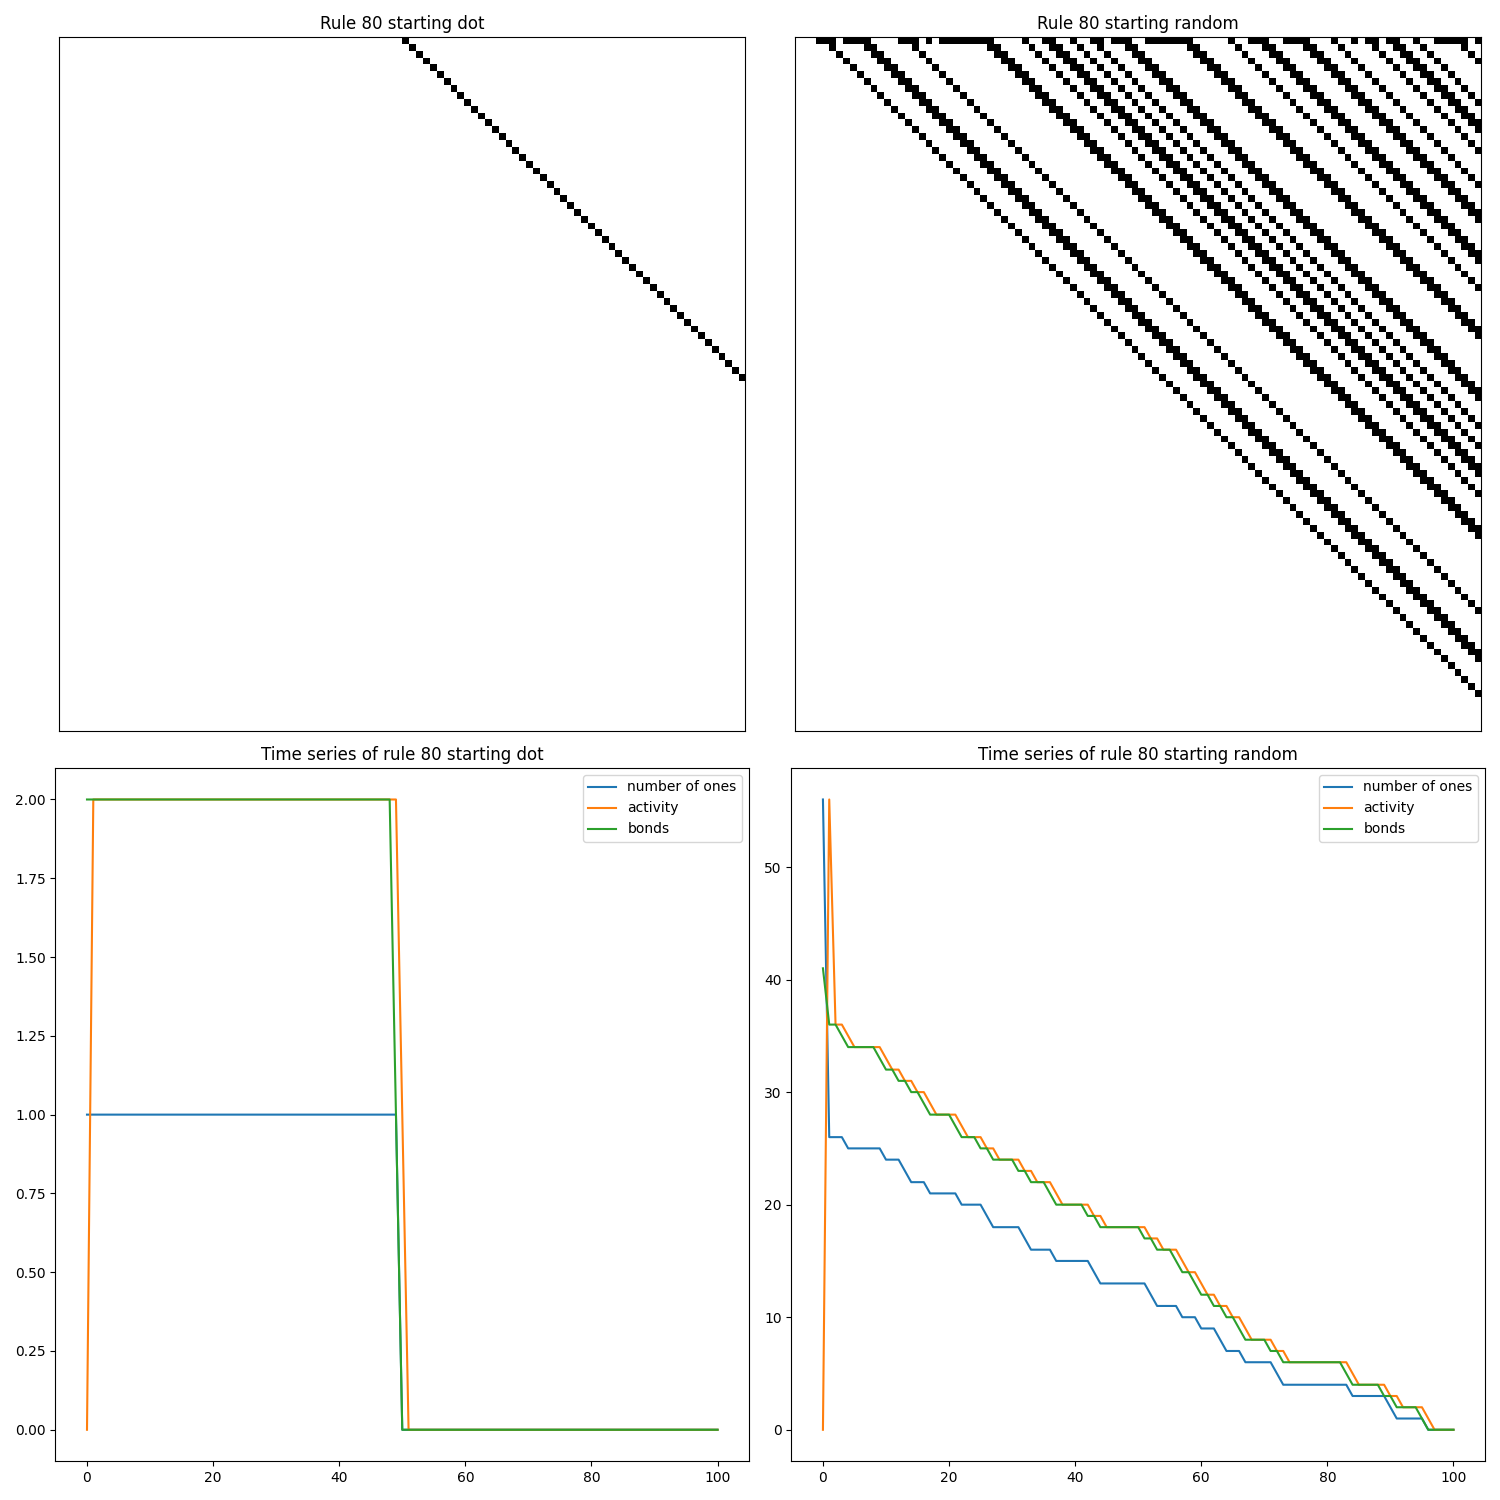 Rule 80 starting dot
Rule 80 starting random
Time series of rule 80 starting dot
number of ones
activity
bonds
2.00
1.75
1.50
1.25
1.00
0.75
0.50
0.25
0.00
0 20 40 60 80 100
Time series of rule 80 starting random
number of ones
activity
bonds
50
40
30
20
10
0
0 20 40 60 80 100